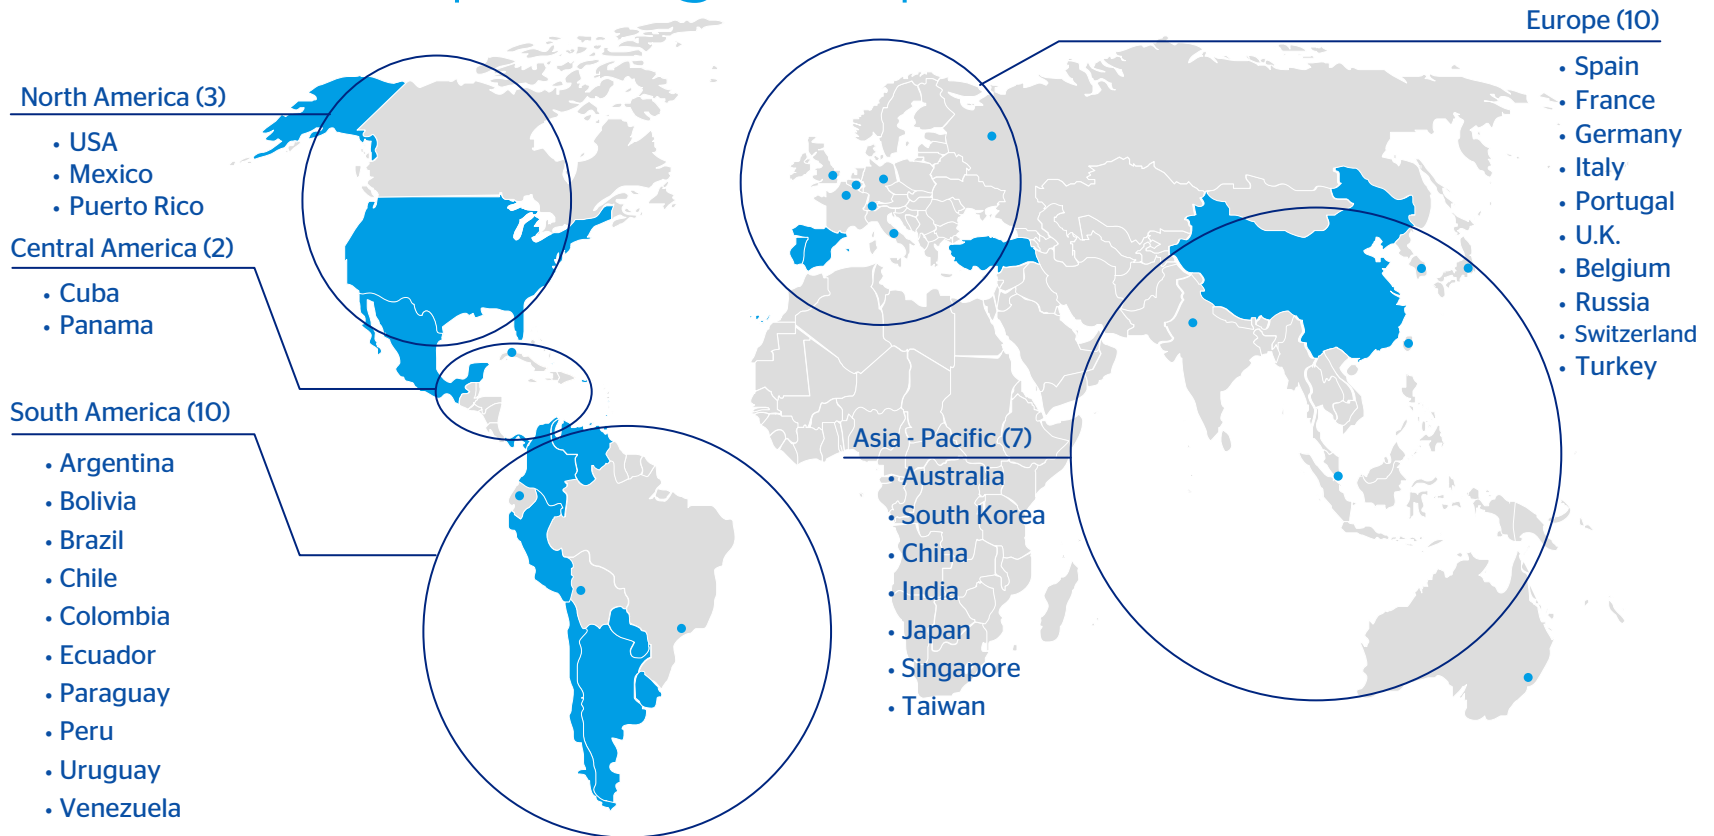 North America (3)
• USA
• Mexico
• Puerto Rico
Central America (2)
• Cuba
• Panama
South America (10)
• Argentina
• Bolivia
• Brazil
• Chile
• Colombia
• Ecuador
• Paraguay
• Peru
• Uruguay
• Venezuela
Europe (10)
• Spain
• France
• Germany
• Italy
• Portugal
• U.K.
• Belgium
• Russia
• Switzerland
• Turkey
Asia - Pacific (7)
• Australia
• South Korea
• China
• India
• Japan
• Singapore
• Taiwan